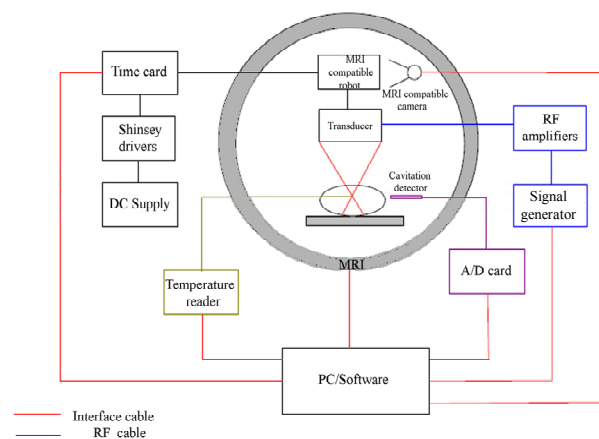 MRI
compatible
robot
Time card
MRI compatible
camera
Transducer
RF
amplifiers
Shinsey
drivers
Cavitation
detector
DC Supply
Signal
generator
MRI
Temperature
reader
A/D card
PC/Software
Interface cable
RF cable